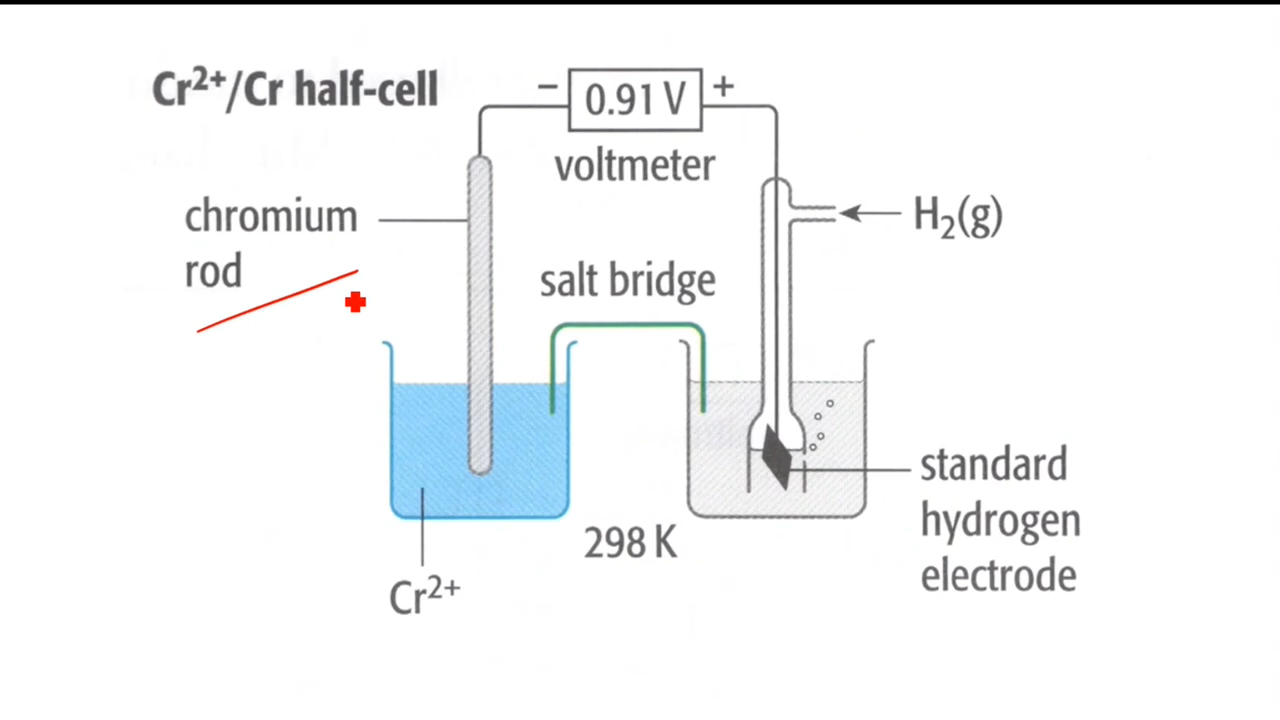 Cr²⁺/Cr half-cell
− 0.91 V +
voltmeter
chromium
rod
H₂(g)
salt bridge
standard
hydrogen
electrode
298 K
Cr²⁺